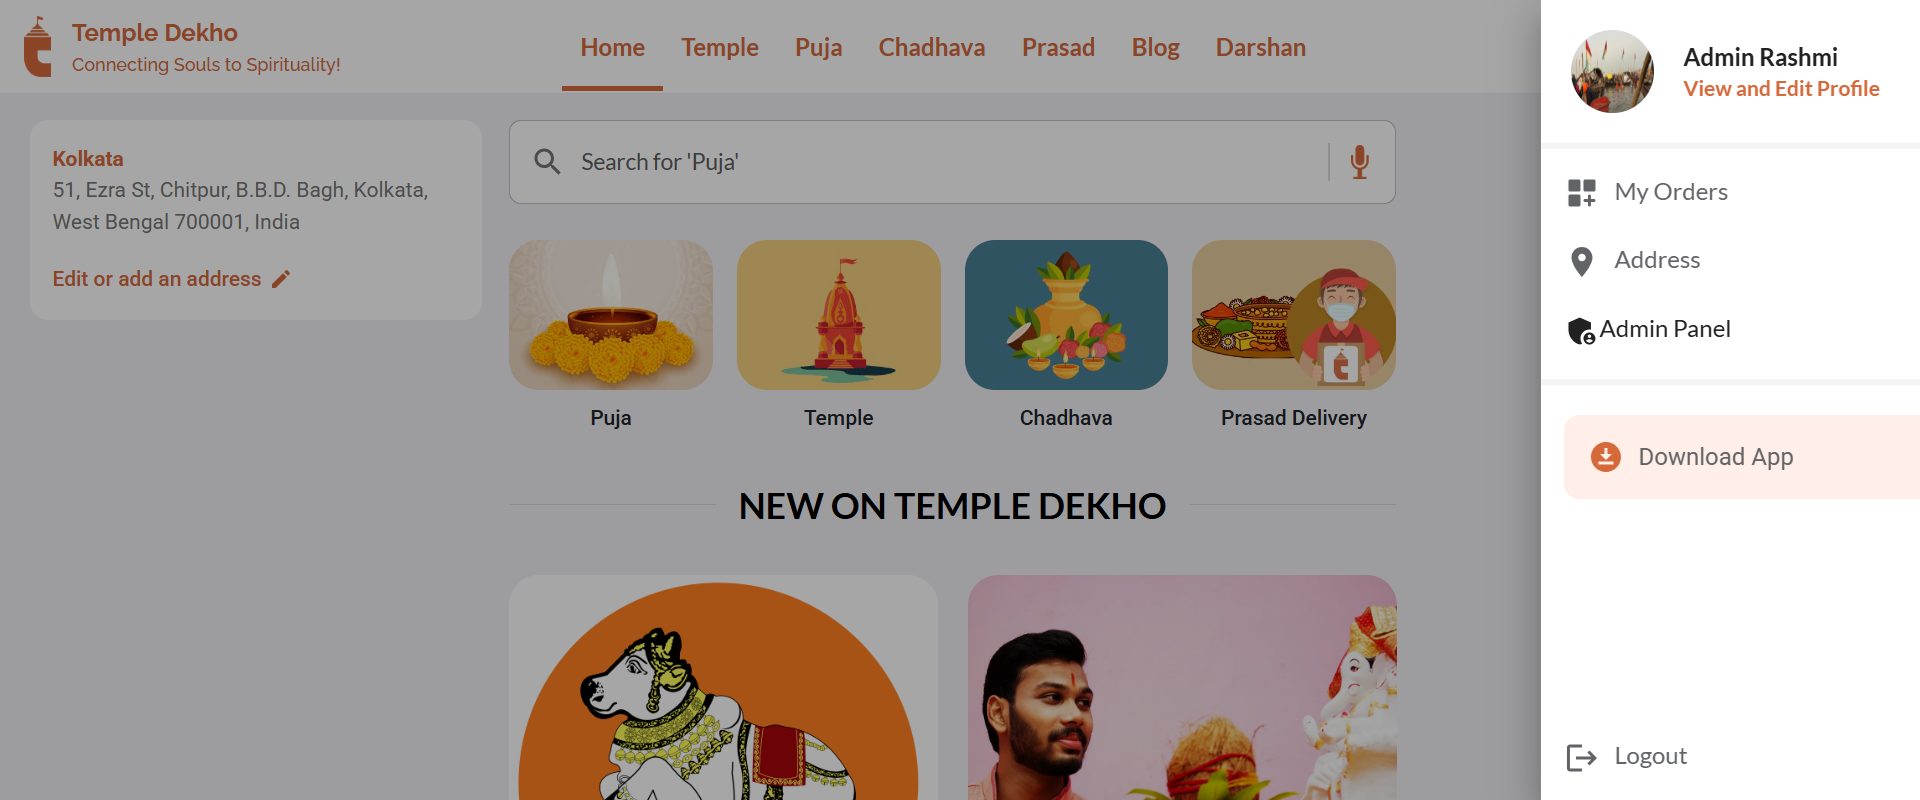 Temple Dekho
Connecting Souls to Spirituality!
Home
Temple
Puja
Chadhava
Prasad
Blog
Darshan
Admin Rashmi
View and Edit Profile
Kolkata
51, Ezra St, Chitpur, B.B.D. Bagh, Kolkata,
West Bengal 700001, India
Edit or add an address
Search for 'Puja'
My Orders
Address
Admin Panel
Puja
Temple
Chadhava
Prasad Delivery
Download App
NEW ON TEMPLE DEKHO
Logout